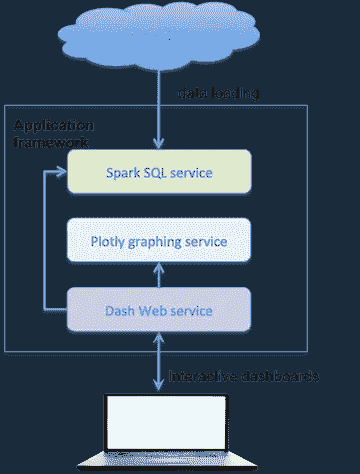 data loading
Application
framework
Spark SQL service
Plotly graphing service
Dash Web service
Interactive dashboards